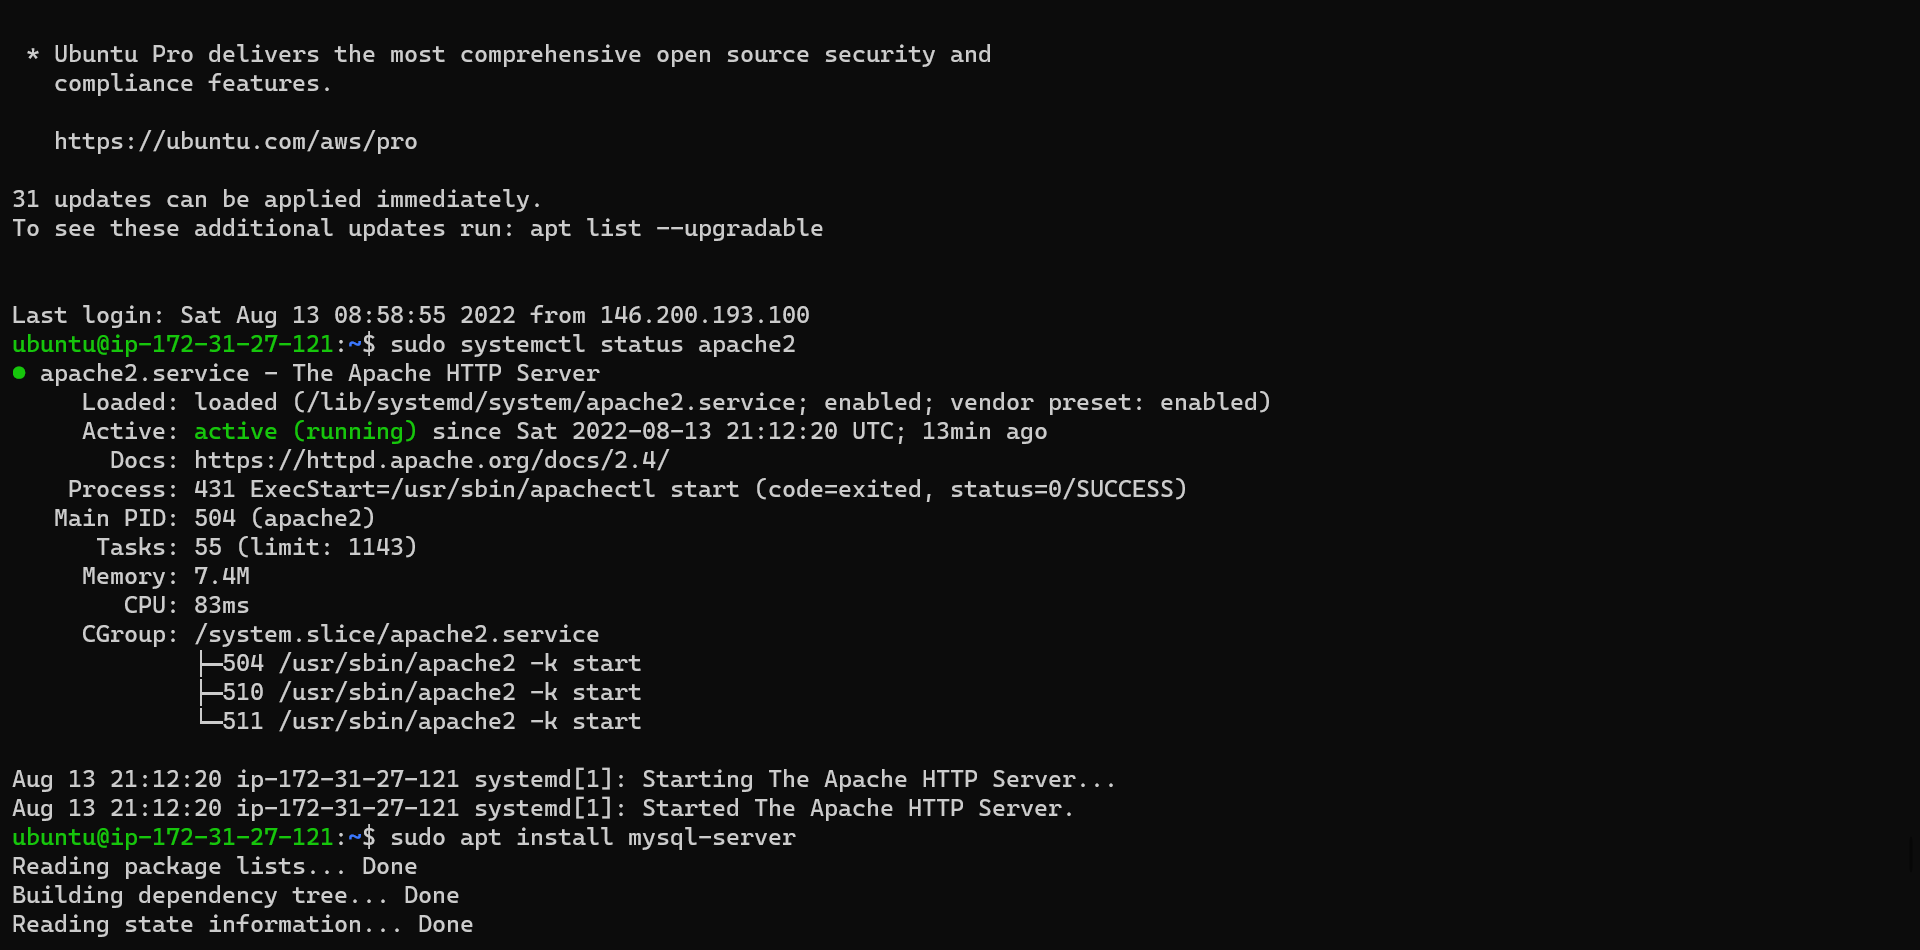 * Ubuntu Pro delivers the most comprehensive open source security and
compliance features.
https://ubuntu.com/aws/pro
31 updates can be applied immediately.
To see these additional updates run: apt list --upgradable
Last login: Sat Aug 13 08:58:55 2022 from 146.200.193.100
ubuntu@ip-172-31-27-121:~$ sudo systemctl status apache2
● apache2.service - The Apache HTTP Server
Loaded: loaded (/lib/systemd/system/apache2.service; enabled; vendor preset: enabled)
Active: active (running) since Sat 2022-08-13 21:12:20 UTC; 13min ago
Docs: https://httpd.apache.org/docs/2.4/
Process: 431 ExecStart=/usr/sbin/apachectl start (code=exited, status=0/SUCCESS)
Main PID: 504 (apache2)
Tasks: 55 (limit: 1143)
Memory: 7.4M
CPU: 83ms
CGroup: /system.slice/apache2.service
├─504 /usr/sbin/apache2 -k start
├─510 /usr/sbin/apache2 -k start
└─511 /usr/sbin/apache2 -k start
Aug 13 21:12:20 ip-172-31-27-121 systemd[1]: Starting The Apache HTTP Server...
Aug 13 21:12:20 ip-172-31-27-121 systemd[1]: Started The Apache HTTP Server.
ubuntu@ip-172-31-27-121:~$ sudo apt install mysql-server
Reading package lists... Done
Building dependency tree... Done
Reading state information... Done